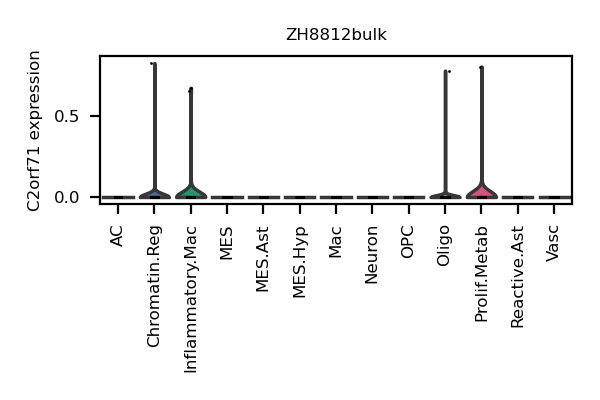 ZH8812bulk
C2orf71 expression
0.5
0.0
AC
Chromatin.Reg
Inflammatory.Mac
MES
MES.Ast
MES.Hyp
Mac
Neuron
OPC
Oligo
Prolif.Metab
Reactive.Ast
Vasc